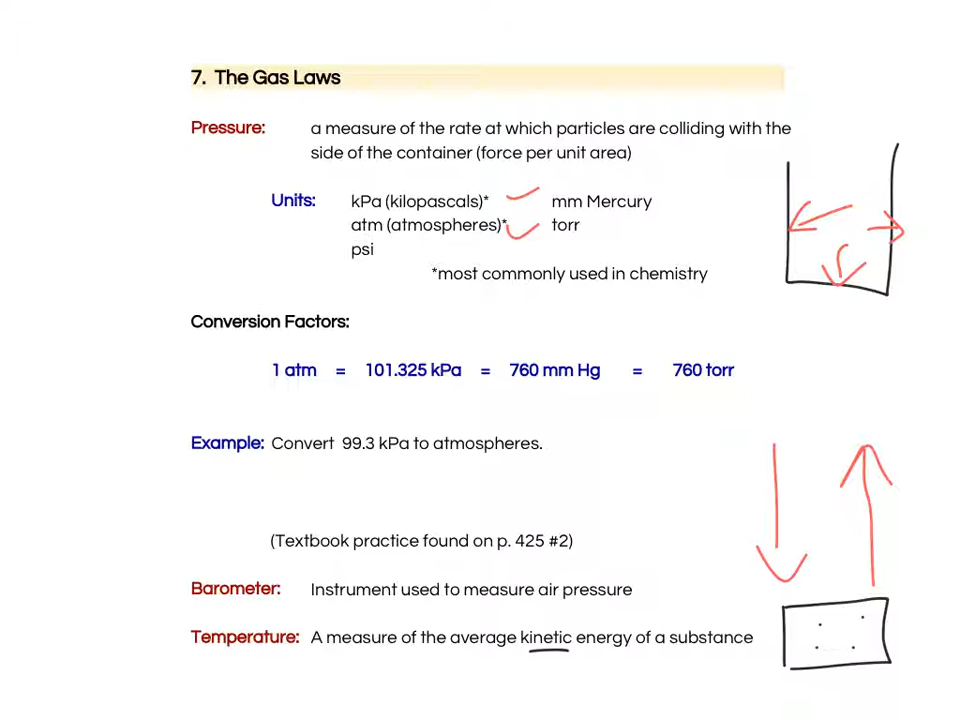 7. The Gas Laws
Pressure: a measure of the rate at which particles are colliding with the
side of the container (force per unit area)
Units: kPa (kilopascals)* mm Mercury
atm (atmospheres)* torr
psi
*most commonly used in chemistry
Conversion Factors:
1 atm = 101.325 kPa = 760 mm Hg = 760 torr
Example: Convert 99.3 kPa to atmospheres.
(Textbook practice found on p. 425 #2)
Barometer: Instrument used to measure air pressure
Temperature: A measure of the average kinetic energy of a substance